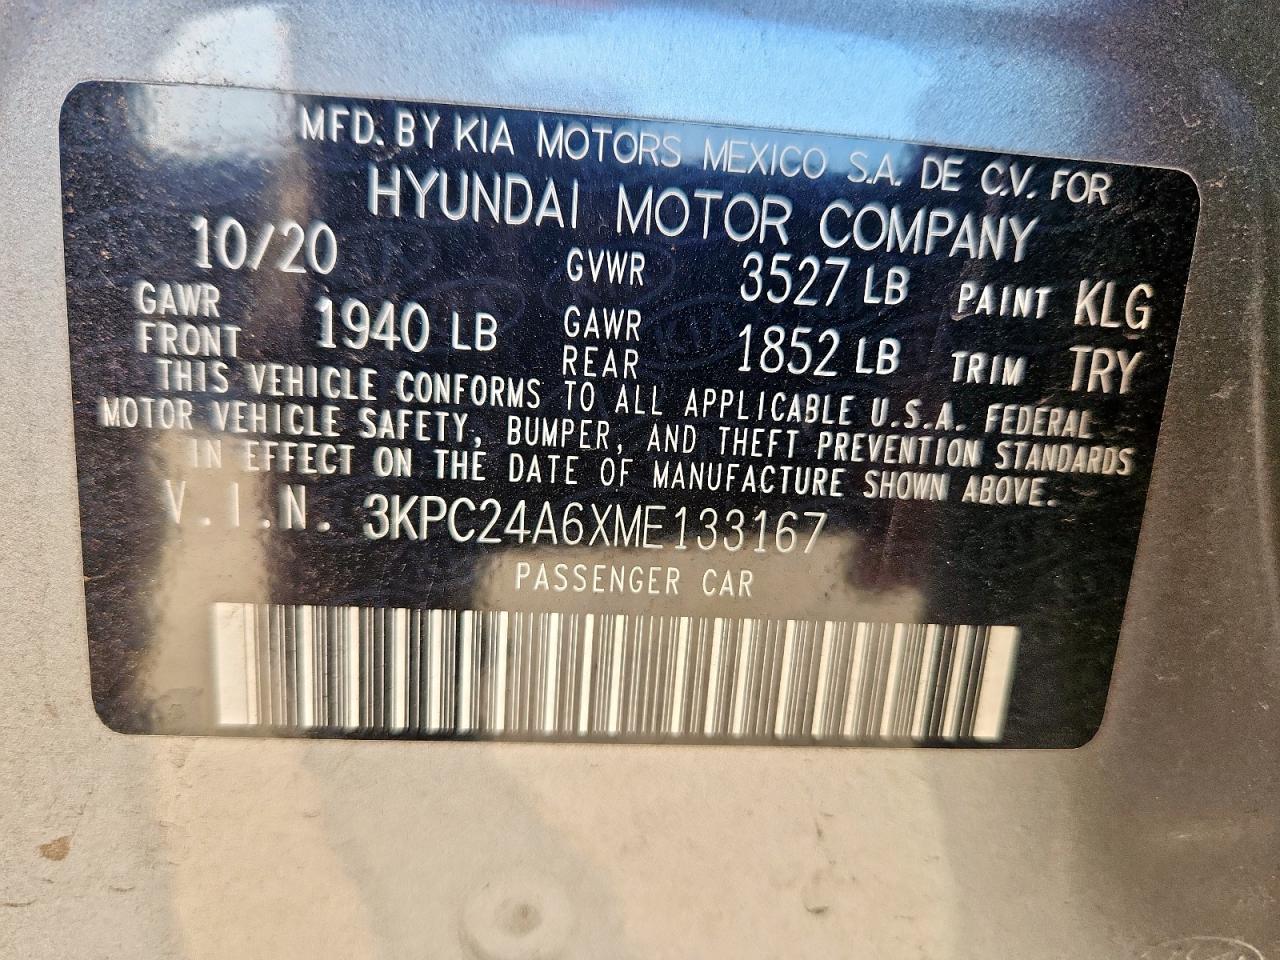 MFD. BY KIA MOTORS MEXICO S.A. DE C.V. FOR
HYUNDAI MOTOR COMPANY
10/20 GVWR 3527 LB PAINT KLG
GAWR FRONT 1940 LB GAWR REAR 1852 LB TRIM TRY
THIS VEHICLE CONFORMS TO ALL APPLICABLE U.S.A. FEDERAL
MOTOR VEHICLE SAFETY, BUMPER, AND THEFT PREVENTION STANDARDS
IN EFFECT ON THE DATE OF MANUFACTURE SHOWN ABOVE.
V.I.N. 3KPC24A6XME133167
PASSENGER CAR